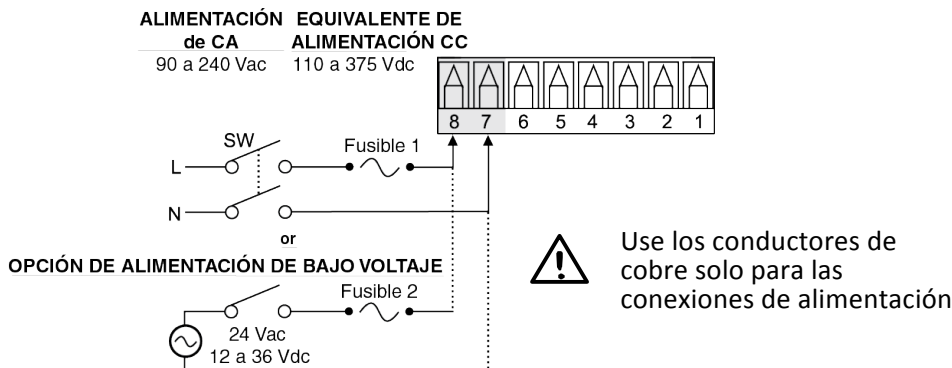 ALIMENTACIÓN de CA
90 a 240 Vac
EQUIVALENTE DE ALIMENTACIÓN CC
110 a 375 Vdc
8 7 6 5 4 3 2 1
SW
Fusible 1
L
N
or
OPCIÓN DE ALIMENTACIÓN DE BAJO VOLTAJE
Fusible 2
24 Vac
12 a 36 Vdc
Use los conductores de
cobre solo para las
conexiones de alimentación